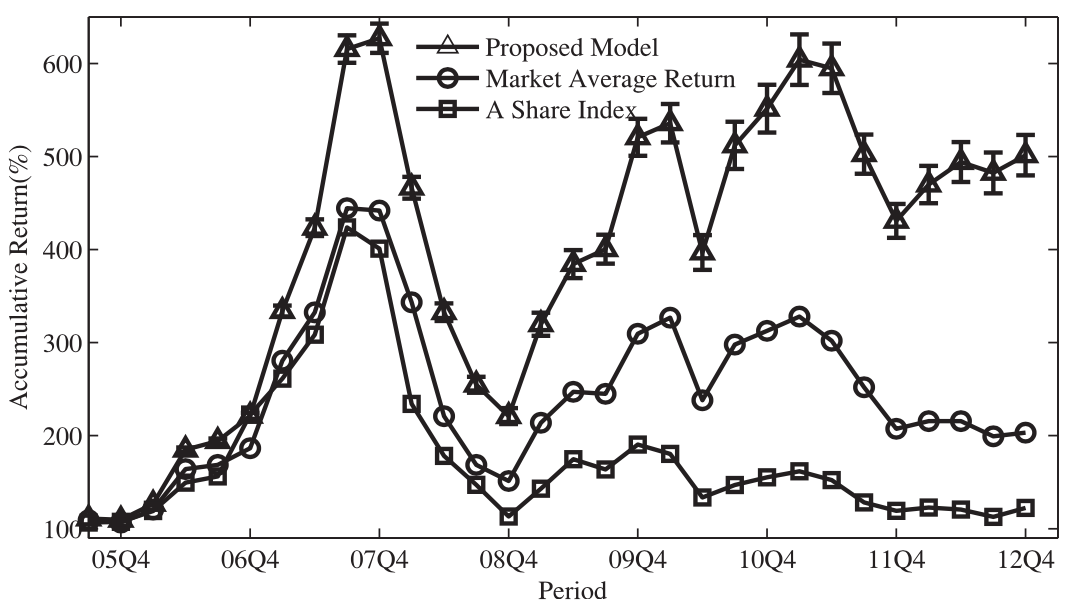 Proposed Model
Market Average Return
A Share Index
600
500
400
300
200
100
Accumulative Return(%)
05Q4 06Q4 07Q4 08Q4 09Q4 10Q4 11Q4 12Q4
Period